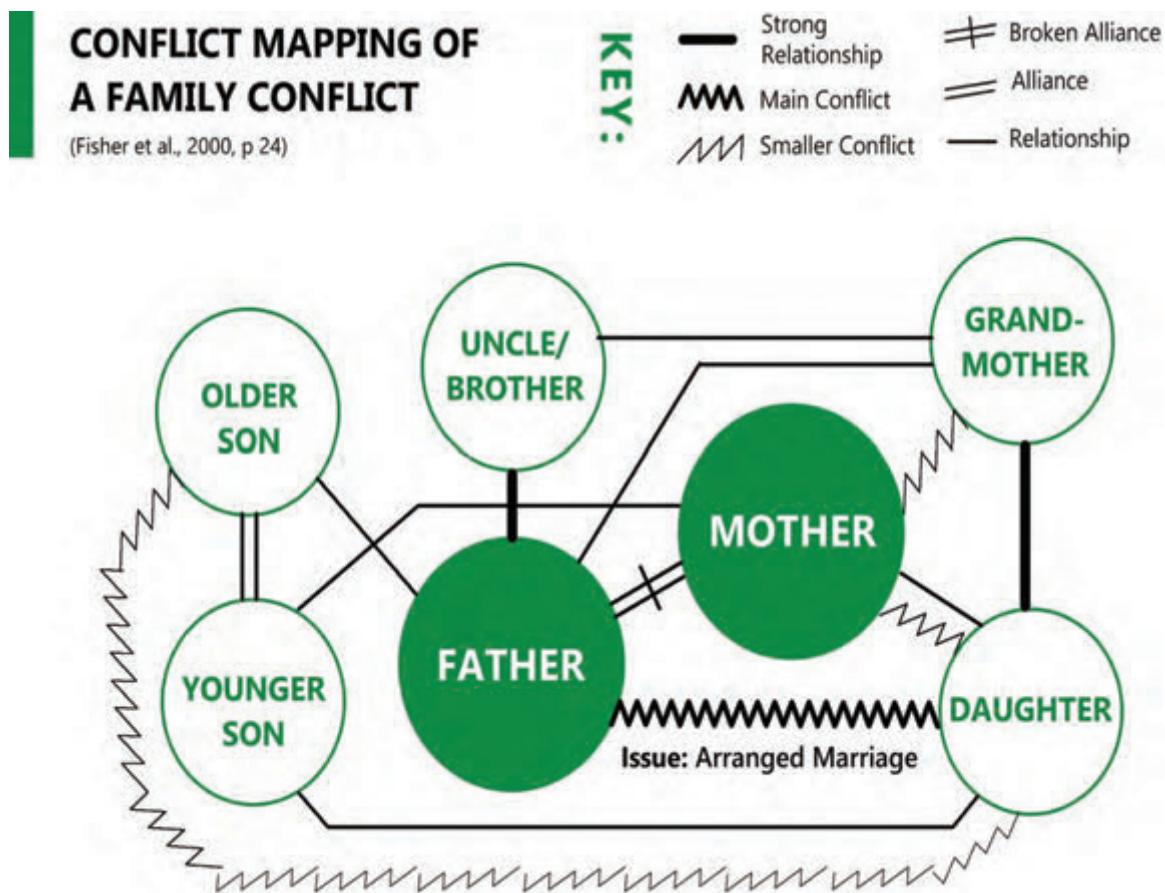 CONFLICT MAPPING OF
A FAMILY CONFLICT
(Fisher et al., 2000, p 24)
KEY:
Strong
Relationship
Main Conflict
Smaller Conflict
Broken Alliance
Alliance
Relationship
OLDER
SON
UNCLE/
BROTHER
GRAND-
MOTHER
MOTHER
FATHER
YOUNGER
SON
DAUGHTER
Issue: Arranged Marriage